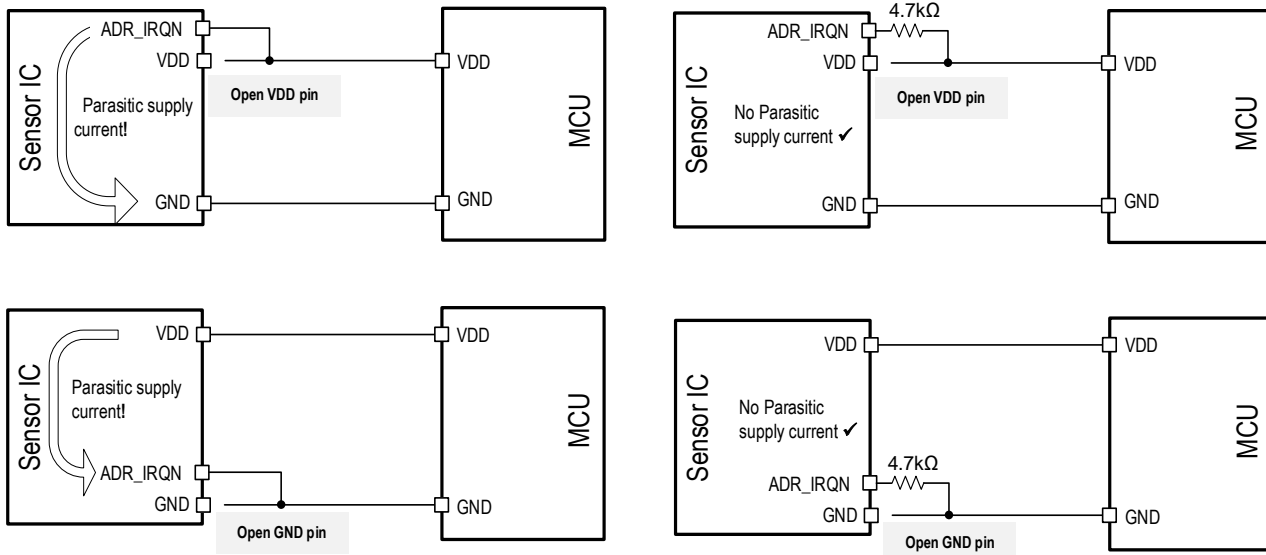 ADR_IRQN
VDD
Open VDD pin
Parasitic supply
current!
Sensor IC
GND
VDD
MCU
GND
4.7kΩ
ADR_IRQN
VDD
Open VDD pin
No Parasitic
supply current ✓
Sensor IC
GND
VDD
MCU
GND
VDD
Parasitic supply
current!
Sensor IC
ADR_IRQN
GND
Open GND pin
VDD
MCU
VDD
No Parasitic
supply current ✓
Sensor IC
4.7kΩ
ADR_IRQN
GND
Open GND pin
VDD
MCU
GND